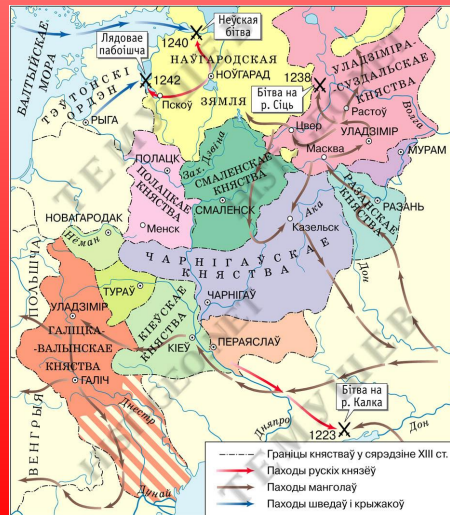 БАЛТЫЙСКАЕ
МОРА
Неўская
бітва
1240
Лядовае
пабоішча
1242
НАЎГАРОДСКАЯ
ЗЯМЛЯ
НОЎГАРАД
Пскоў
ТЭЎТОНСКІ
ОРДЭН
РЫГА
1238
Бітва на
р. Сіць
УЛАДЗІМІРА-
СУЗДАЛЬСКАЕ
КНЯСТВА
Растоў
Волга
Цвер
УЛАДЗІМІР
Масква
МУРАМ
ПОЛАЦК
ПОЛАЦКАЕ
КНЯСТВА
Менск
Зах. Дзвіна
СМАЛЕНСКАЕ
КНЯСТВА
СМАЛЕНСК
РАЗАНСКАЕ
КНЯСТВА
РАЗАНЬ
Ака
Казельск
НОВАГАРОДАК
Нёман
ЧАРНІГАЎСКАЕ
КНЯСТВА
ЧАРНІГАЎ
Дон
ПОЛЬШЧА
ТУРАЎ
УЛАДЗІМІР
ГАЛІЦКА-
ВАЛЫНСКАЕ
КНЯСТВА
ГАЛІЧ
КІЕЎСКАЕ
КНЯСТВА
КІЕЎ
ПЕРАЯСЛАЎ
ВЕНГРЫЯ
Днестр
Дунай
Дняпро
Бітва на
р. Калка
1223
Дон
Граніцы княстваў у сярэдзіне XIII ст.
Паходы рускіх князёў
Паходы манголаў
Паходы шведаў і крыжакоў